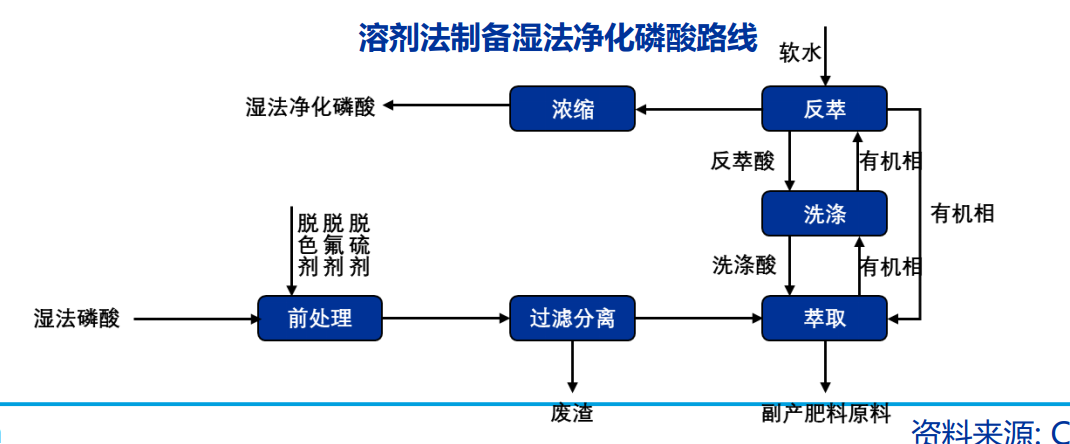 溶剂法制备湿法净化磷酸路线
软水
湿法净化磷酸
浓缩
反萃
反萃酸
有机相
洗涤
有机相
脱色剂
脱氟剂
脱硫剂
洗涤酸
有机相
湿法磷酸
前处理
过滤分离
萃取
废渣
副产肥料原料
资料来源: C